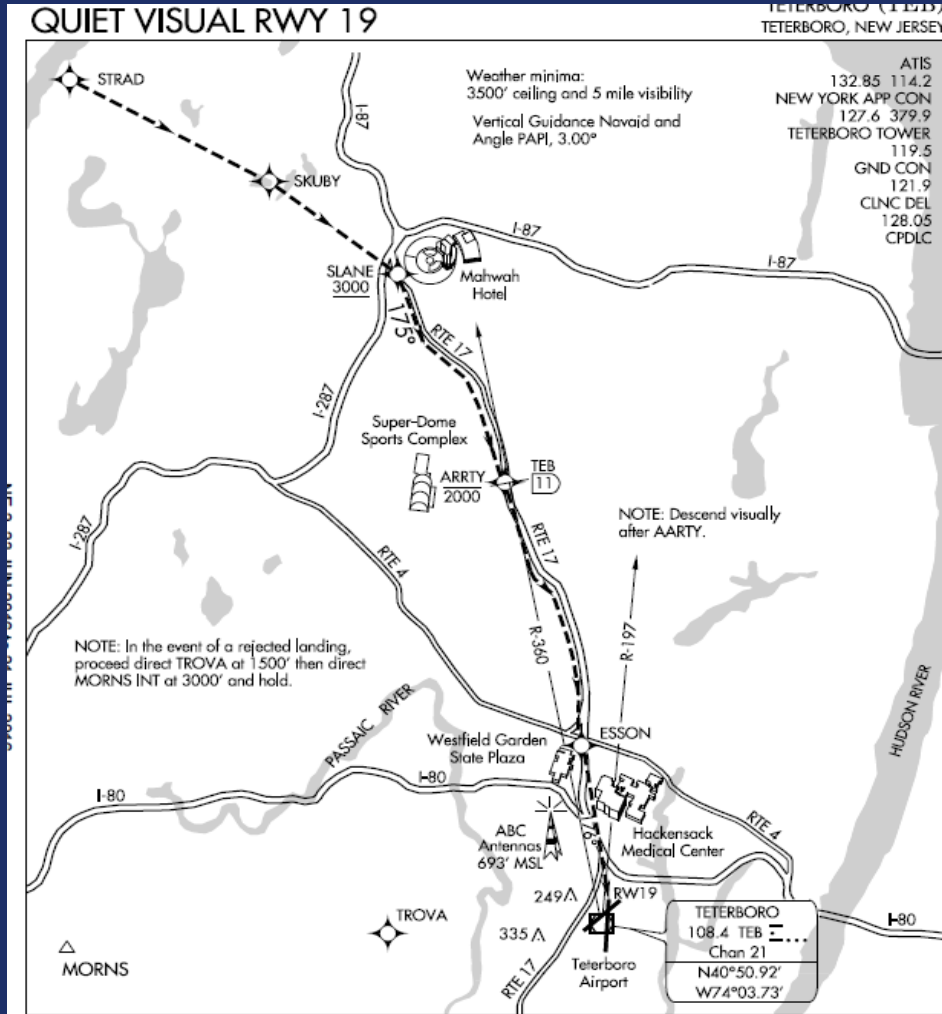 QUIET VISUAL RWY 19
TETERBORO (TEB)
TETERBORO, NEW JERSEY
STRAD
I-87
Weather minima:
3500' ceiling and 5 mile visibility
Vertical Guidance Navaid and
Angle PAPI, 3.00°
ATIS
132.85 114.2
NEW YORK APP CON
127.6 379.9
TETERBORO TOWER
119.5
GND CON
121.9
CLNC DEL
128.05
CPDLC
SKUBY
I-87
I-87
SLANE
3000
Mahwah
Hotel
175°
RTE 17
I-287
Super-Dome
Sports Complex
ARRTY
2000
TEB
11
NOTE: Descend visually
after AARTY.
I-287
RTE 4
RTE 17
R-360
R-197
NOTE: In the event of a rejected landing,
proceed direct TROVA at 1500' then direct
MORNS INT at 3000' and hold.
PASSAIC RIVER
HUDSON RIVER
Westfield Garden
State Plaza
ESSON
I-80
I-80
ABC
Antennas
693' MSL
Hackensack
Medical Center
RTE 4
249
RW19
TROVA
335
MORNS
RTE 17
Teterboro
Airport
TETERBORO
108.4 TEB
Chan 21
N40°50.92'
W74°03.73'
I-80